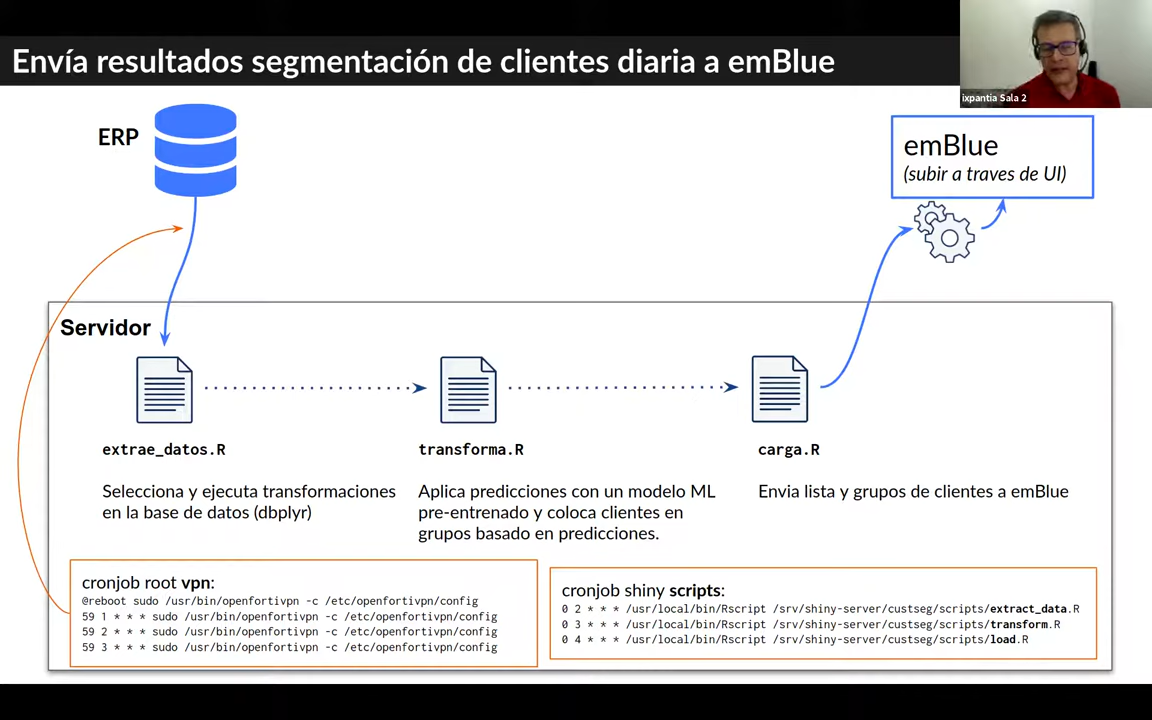 Envía resultados segmentación de clientes diaria a emBlue
ixpantia Sala 2
ERP
emBlue
(subir a traves de UI)
Servidor
extrae_datos.R
Selecciona y ejecuta transformaciones
en la base de datos (dbplyr)
transforma.R
Aplica predicciones con un modelo ML
pre-entrenado y coloca clientes en
grupos basado en predicciones.
carga.R
Envia lista y grupos de clientes a emBlue
cronjob root vpn:
@reboot sudo /usr/bin/openfortivpn -c /etc/openfortivpn/config
59 1 * * * sudo /usr/bin/openfortivpn -c /etc/openfortivpn/config
59 2 * * * sudo /usr/bin/openfortivpn -c /etc/openfortivpn/config
59 3 * * * sudo /usr/bin/openfortivpn -c /etc/openfortivpn/config
cronjob shiny scripts:
0 2 * * * /usr/local/bin/Rscript /srv/shiny-server/custseg/scripts/extract_data.R
0 3 * * * /usr/local/bin/Rscript /srv/shiny-server/custseg/scripts/transform.R
0 4 * * * /usr/local/bin/Rscript /srv/shiny-server/custseg/scripts/load.R